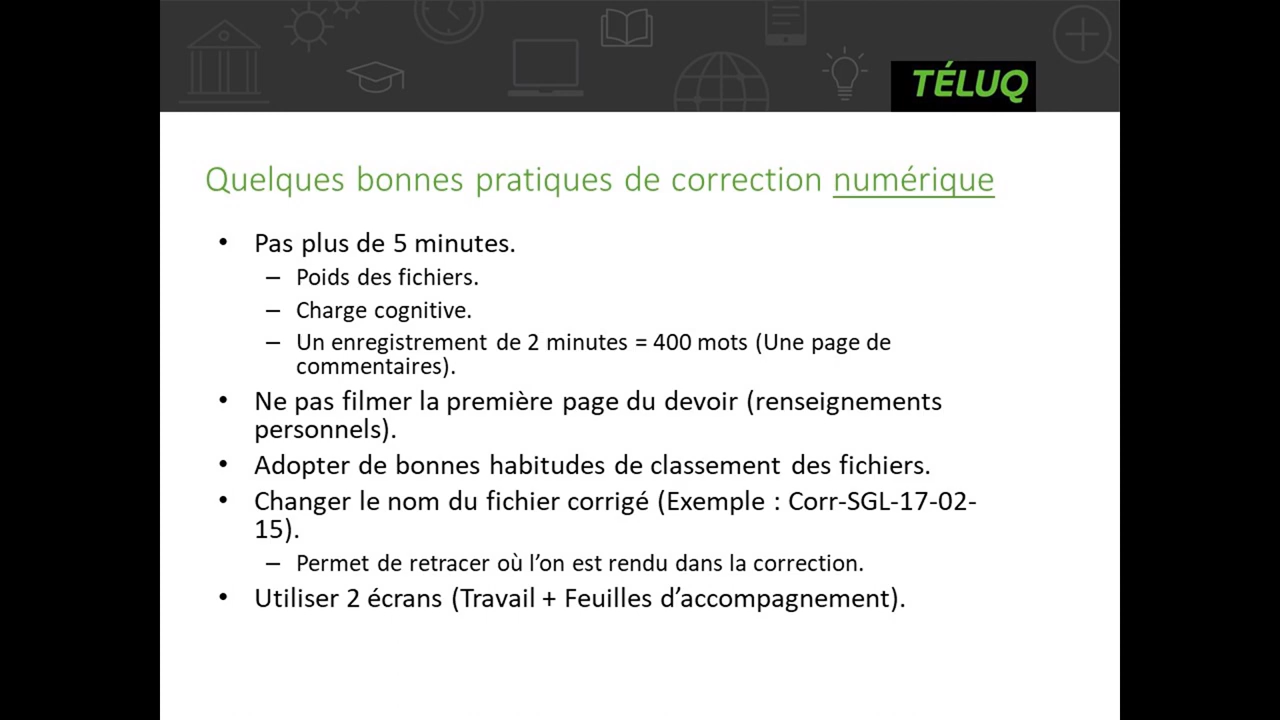 TÉLUQ
Quelques bonnes pratiques de correction numérique
• Pas plus de 5 minutes.
– Poids des fichiers.
– Charge cognitive.
– Un enregistrement de 2 minutes = 400 mots (Une page de
commentaires).
• Ne pas filmer la première page du devoir (renseignements
personnels).
• Adopter de bonnes habitudes de classement des fichiers.
• Changer le nom du fichier corrigé (Exemple : Corr-SGL-17-02-
15).
– Permet de retracer où l’on est rendu dans la correction.
• Utiliser 2 écrans (Travail + Feuilles d’accompagnement).